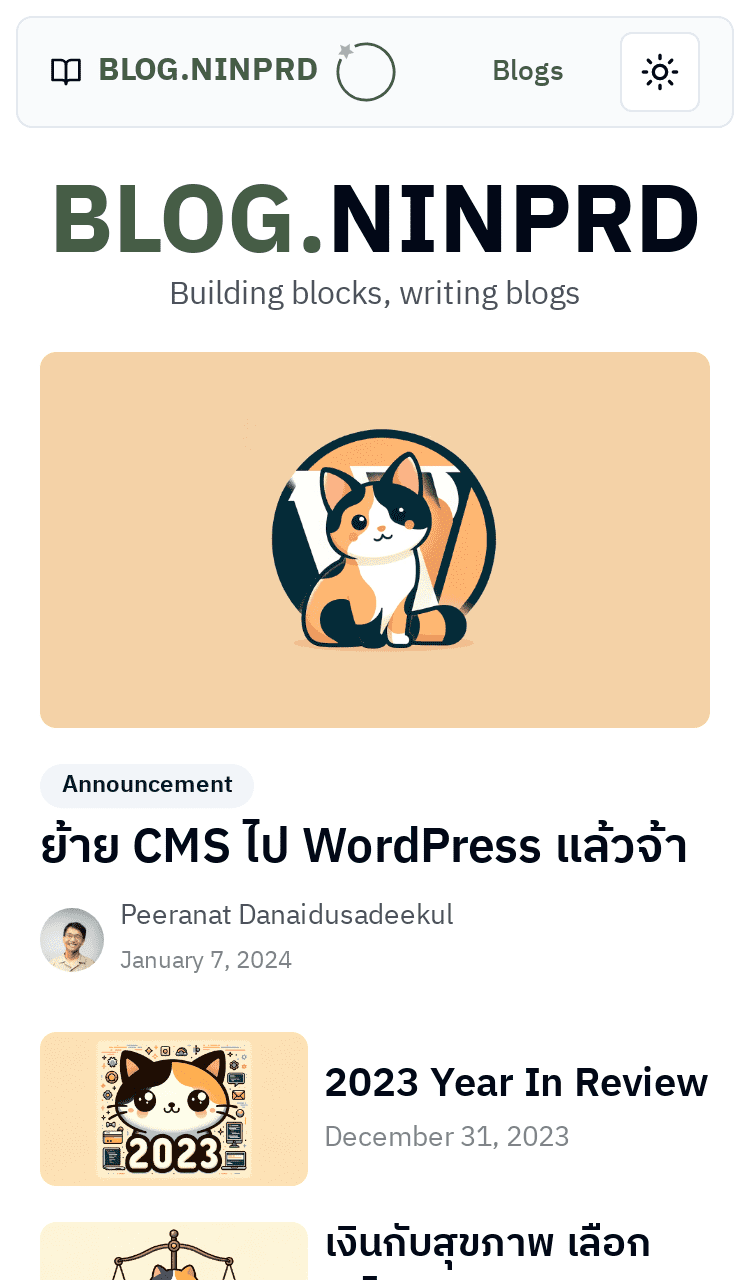 BLOG.NINPRD
Blogs
BLOG.NINPRD
Building blocks, writing blogs
Announcement
ย้าย CMS ไป WordPress แล้วจ้า
Peeranat Danaidusadeekul
January 7, 2024
2023
2023 Year In Review
December 31, 2023
เงินกับสุขภาพ เลือก